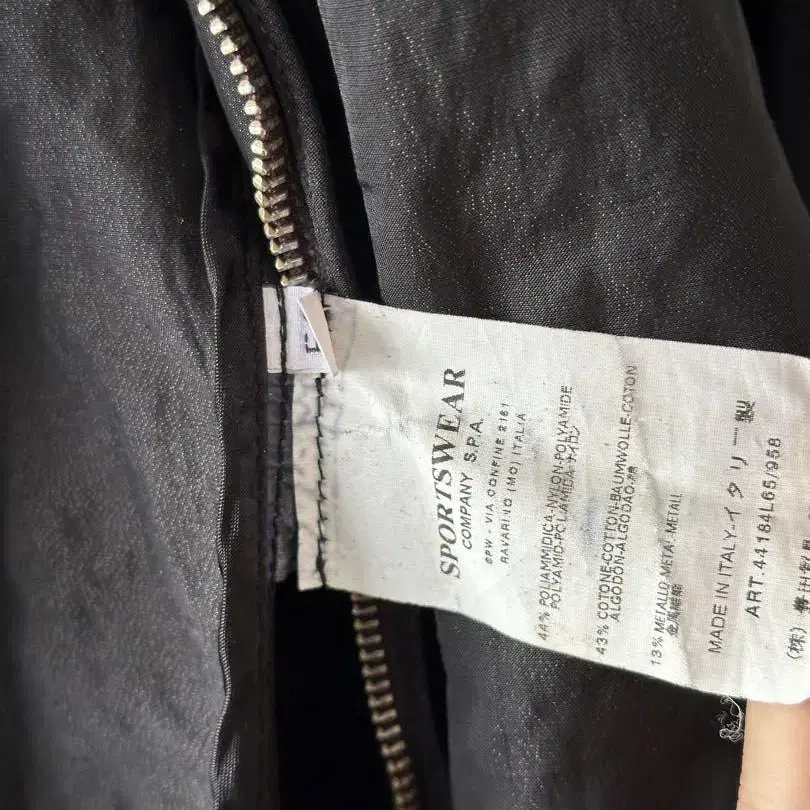 SPORTSWEAR
COMPANY S.P.A.
SPW - VIA CONFINE 2161
RAVARINO (MO) ITALIA
44% POLIAMMIDICA-NYLON-POLYAMIDE
POLYAMID-POLIAMIDA-ﾅｲﾛﾝ
43% COTONE-COTTON-BAUMWOLLE-COTON
ALGODON-ALGODÃO-綿
13% METALLO METAL-METALL
金属繊維
MADE IN ITALY-イタリー製
ART.44184L65/958
(株)